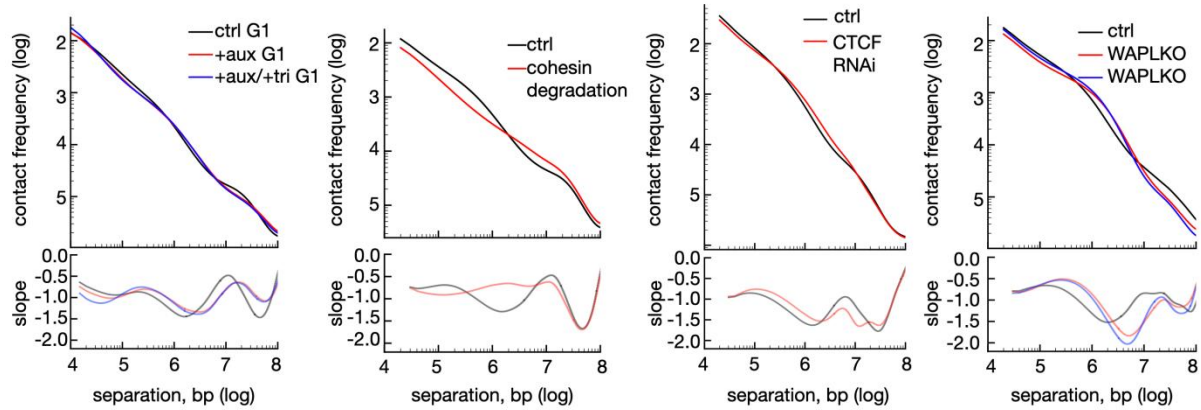 contact frequency (log)
2
3
4
5
ctrl G1
+aux G1
+aux/+tri G1
slope
0.0
-0.5
-1.0
-1.5
-2.0
4 5 6 7 8
separation, bp (log)
contact frequency (log)
2
3
4
5
ctrl
cohesin
degradation
slope
0.0
-0.5
-1.0
-1.5
-2.0
4 5 6 7 8
separation, bp (log)
contact frequency (log)
2
3
4
5
6
ctrl
CTCF
RNAi
slope
0.0
-0.5
-1.0
-1.5
-2.0
4 5 6 7 8
separation, bp (log)
contact frequency (log)
2
3
4
5
ctrl
WAPLKO
WAPLKO
slope
0.0
-0.5
-1.0
-1.5
-2.0
4 5 6 7 8
separation, bp (log)